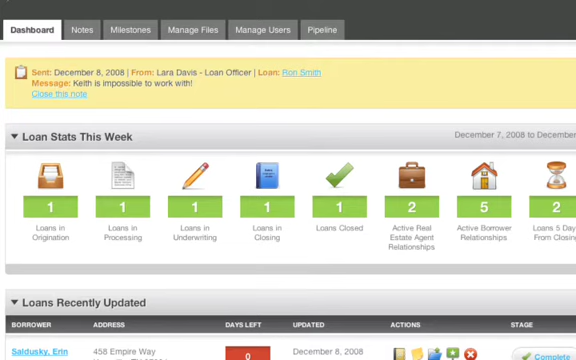 Dashboard Notes Milestones Manage Files Manage Users Pipeline
Sent: December 8, 2008 | From: Lara Davis - Loan Officer | Loan: Ron Smith
Message: Keith is impossible to work with!
Close this note
Loan Stats This Week
December 7, 2008 to December
1 1 1 1 1 2 5 2
Loans in Origination
Loans in Processing
Loans in Underwriting
Loans in Closing
Loans Closed
Active Real Estate Agent Relationships
Active Borrower Relationships
Loans 5 Day From Closing
Loans Recently Updated
BORROWER ADDRESS DAYS LEFT UPDATED ACTIONS STAGE
Saldusky, Erin 458 Empire Way 0 December 8, 2008 Complete